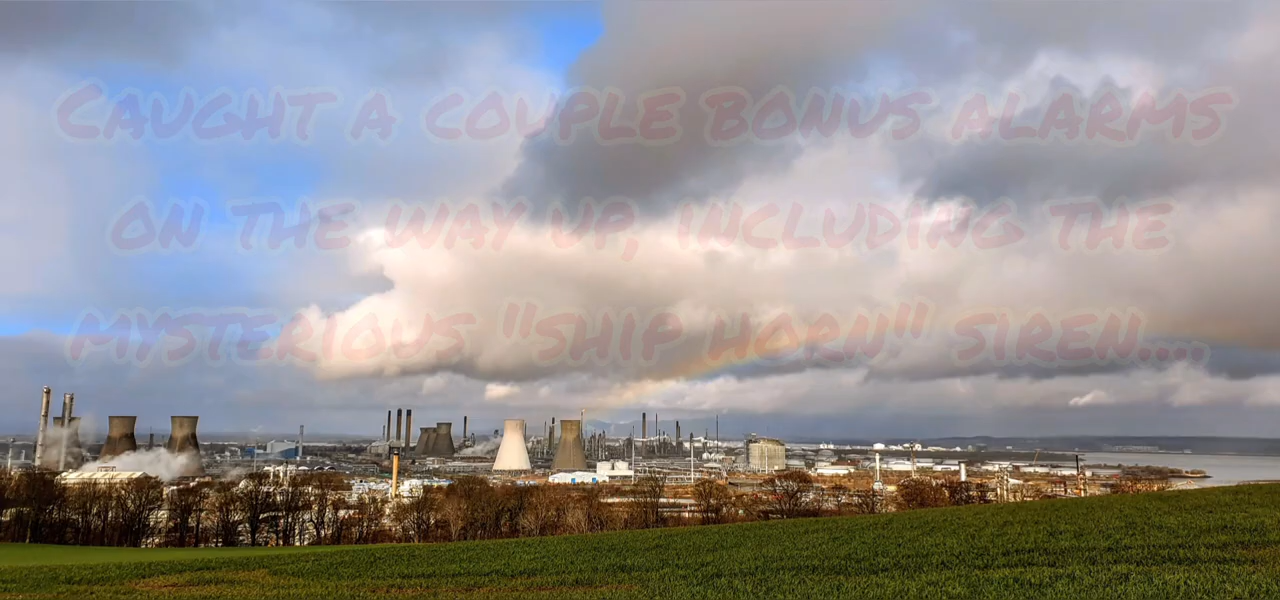 Caught a couple bonus alarms
on the way up, including the
mysterious "ship horn" siren....